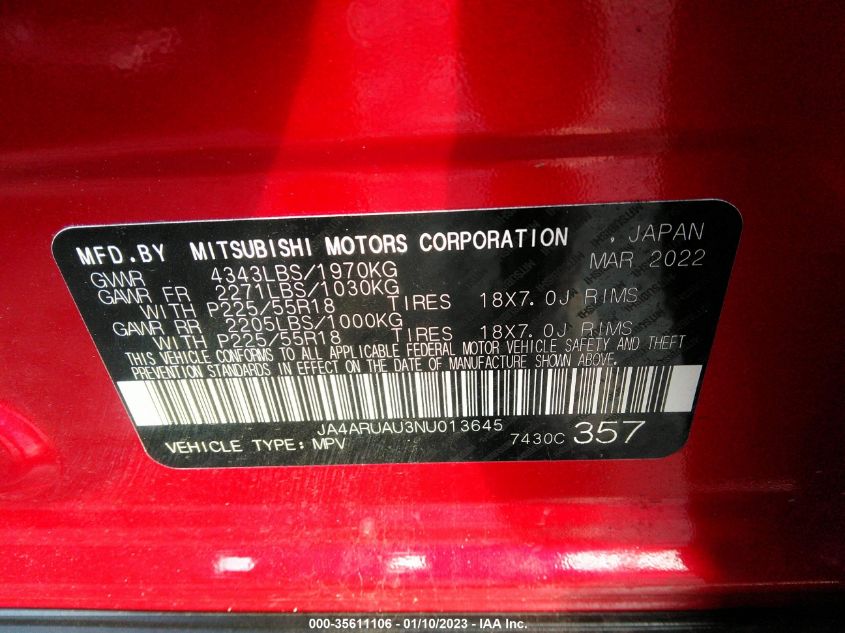 MFD.BY MITSUBISHI MOTORS CORPORATION , JAPAN
GWVR 4343LBS/1970KG MAR 2022
GAWR FR 2271LBS/1030KG
WITH P225/55R18 TIRES 18X7.0J RIMS
GAWR RR 2205LBS/1000KG
WITH P225/55R18 TIRES 18X7.0J RIMS
THIS VEHICLE CONFORMS TO ALL APPLICABLE FEDERAL MOTOR VEHICLE SAFETY AND THEFT
PREVENTION STANDARDS IN EFFECT ON THE DATE OF MANUFACTURE SHOWN ABOVE.
JA4ARUAU3NU013645
VEHICLE TYPE: MPV 7430C 357
000-35611106 - 01/10/2023 - IAA Inc.